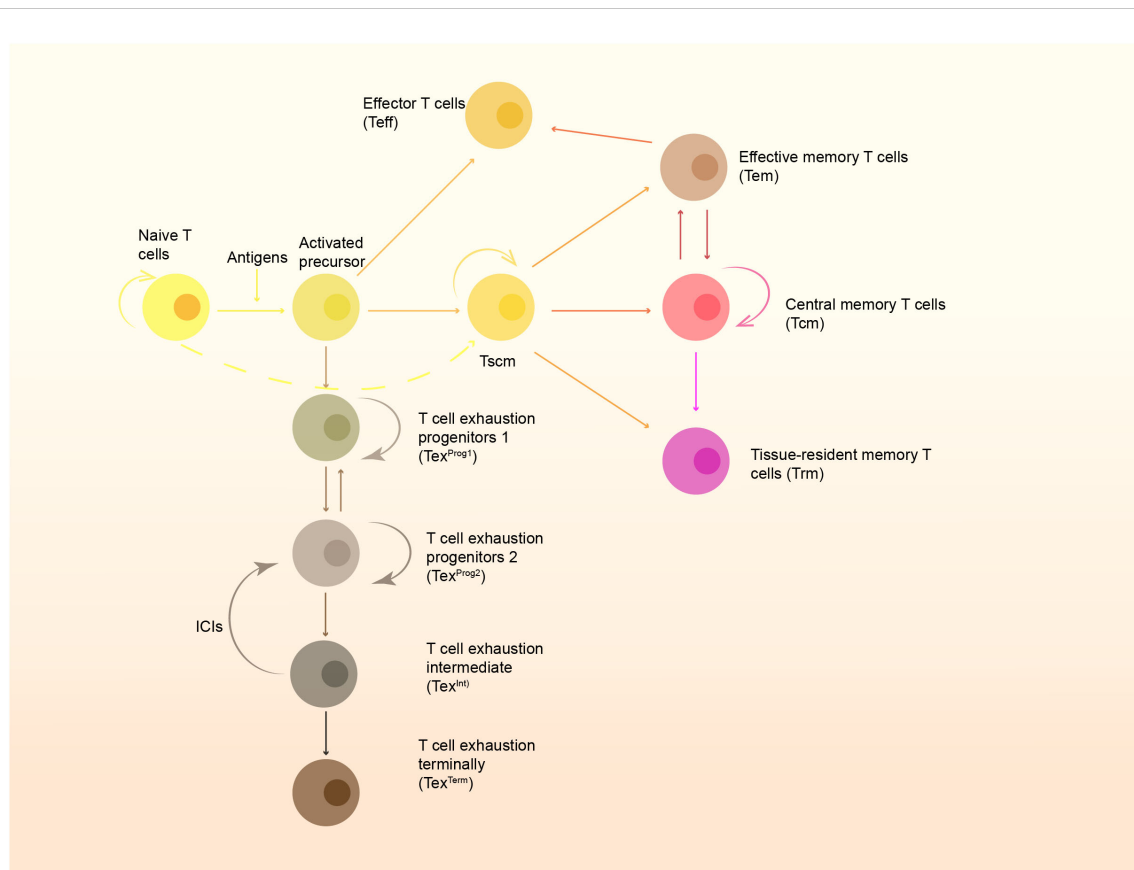 Effector T cells
(Teff)
Effective memory T cells
(Tem)
Naive T
cells
Antigens
Activated
precursor
Central memory T cells
(Tcm)
Tscm
T cell exhaustion
progenitors 1
(TexProg1)
Tissue-resident memory T
cells (Trm)
T cell exhaustion
progenitors 2
(TexProg2)
ICIs
T cell exhaustion
intermediate
(TexInt)
T cell exhaustion
terminally
(TexTerm)